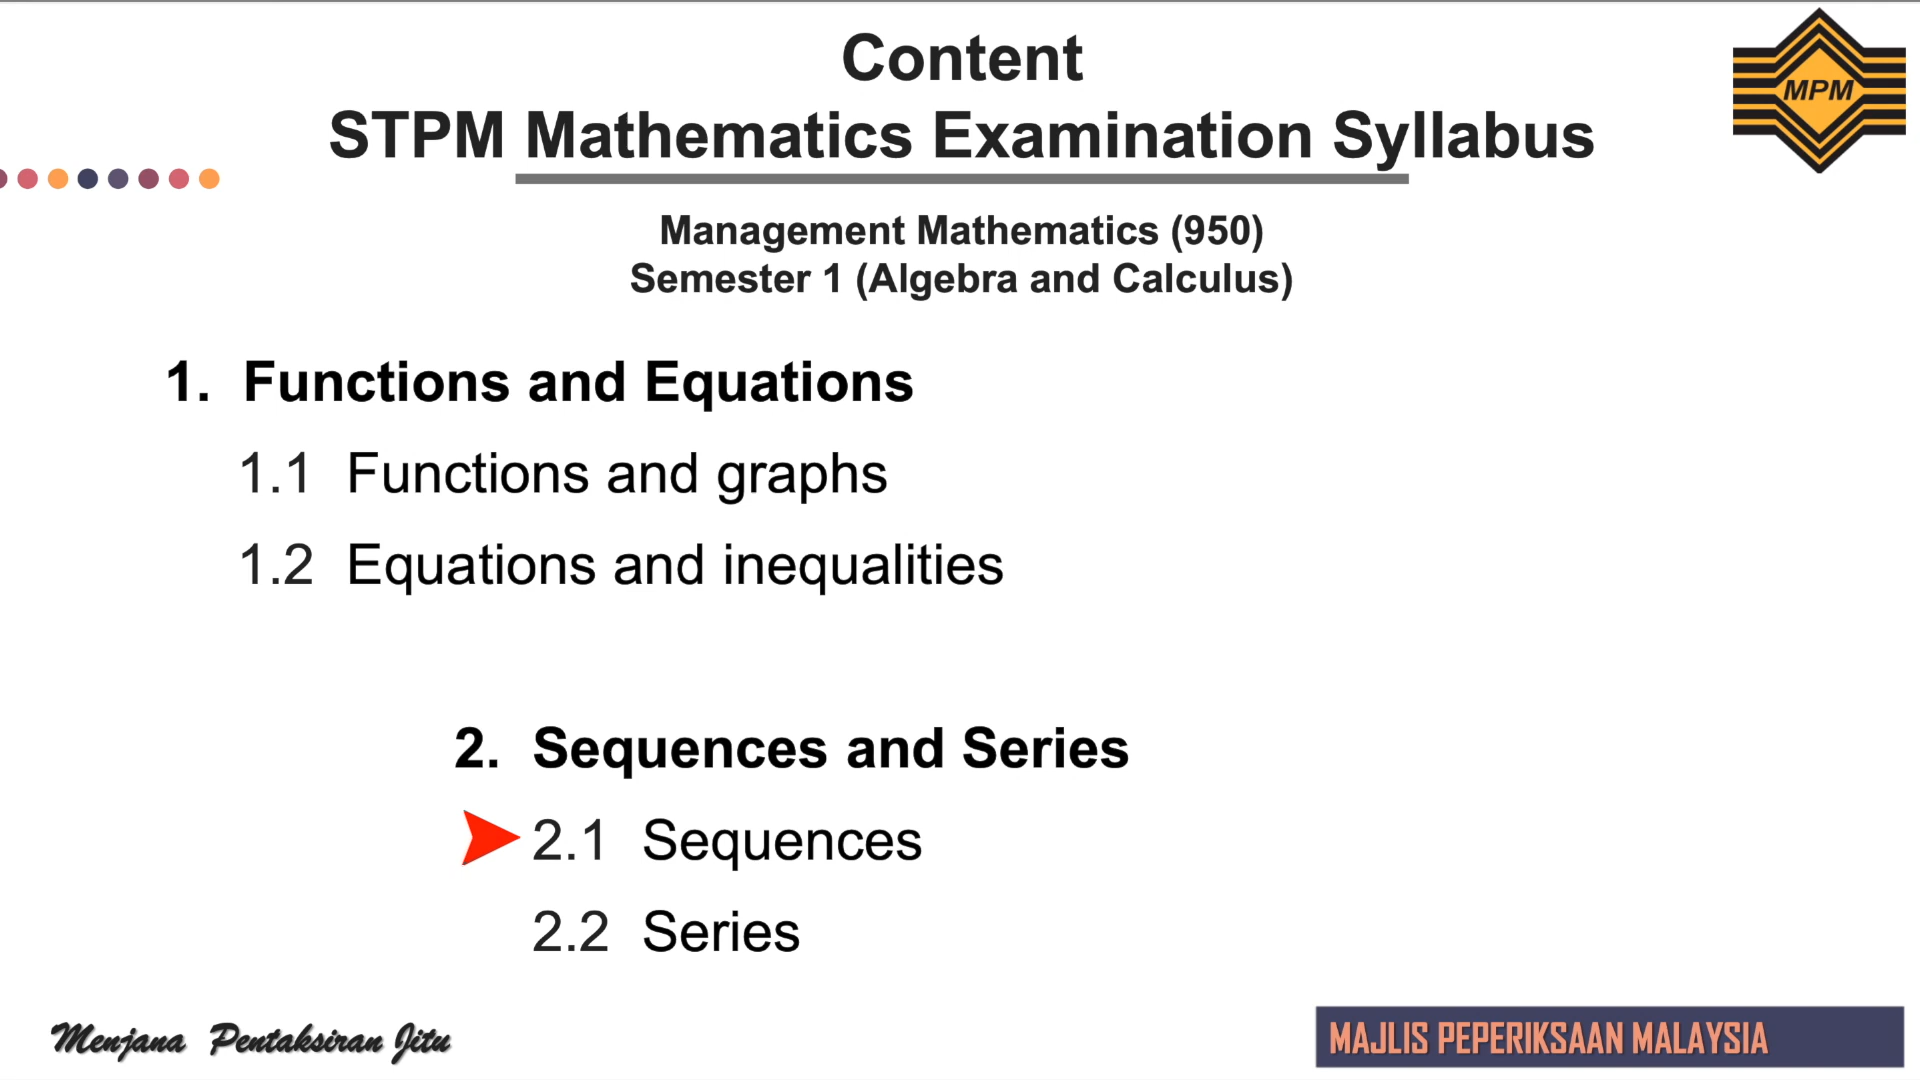 Content
STPM Mathematics Examination Syllabus
MPM
Management Mathematics (950)
Semester 1 (Algebra and Calculus)
1. Functions and Equations
1.1 Functions and graphs
1.2 Equations and inequalities
2. Sequences and Series
2.1 Sequences
2.2 Series
Menjana Pentaksiran Jitu
MAJLIS PEPERIKSAAN MALAYSIA